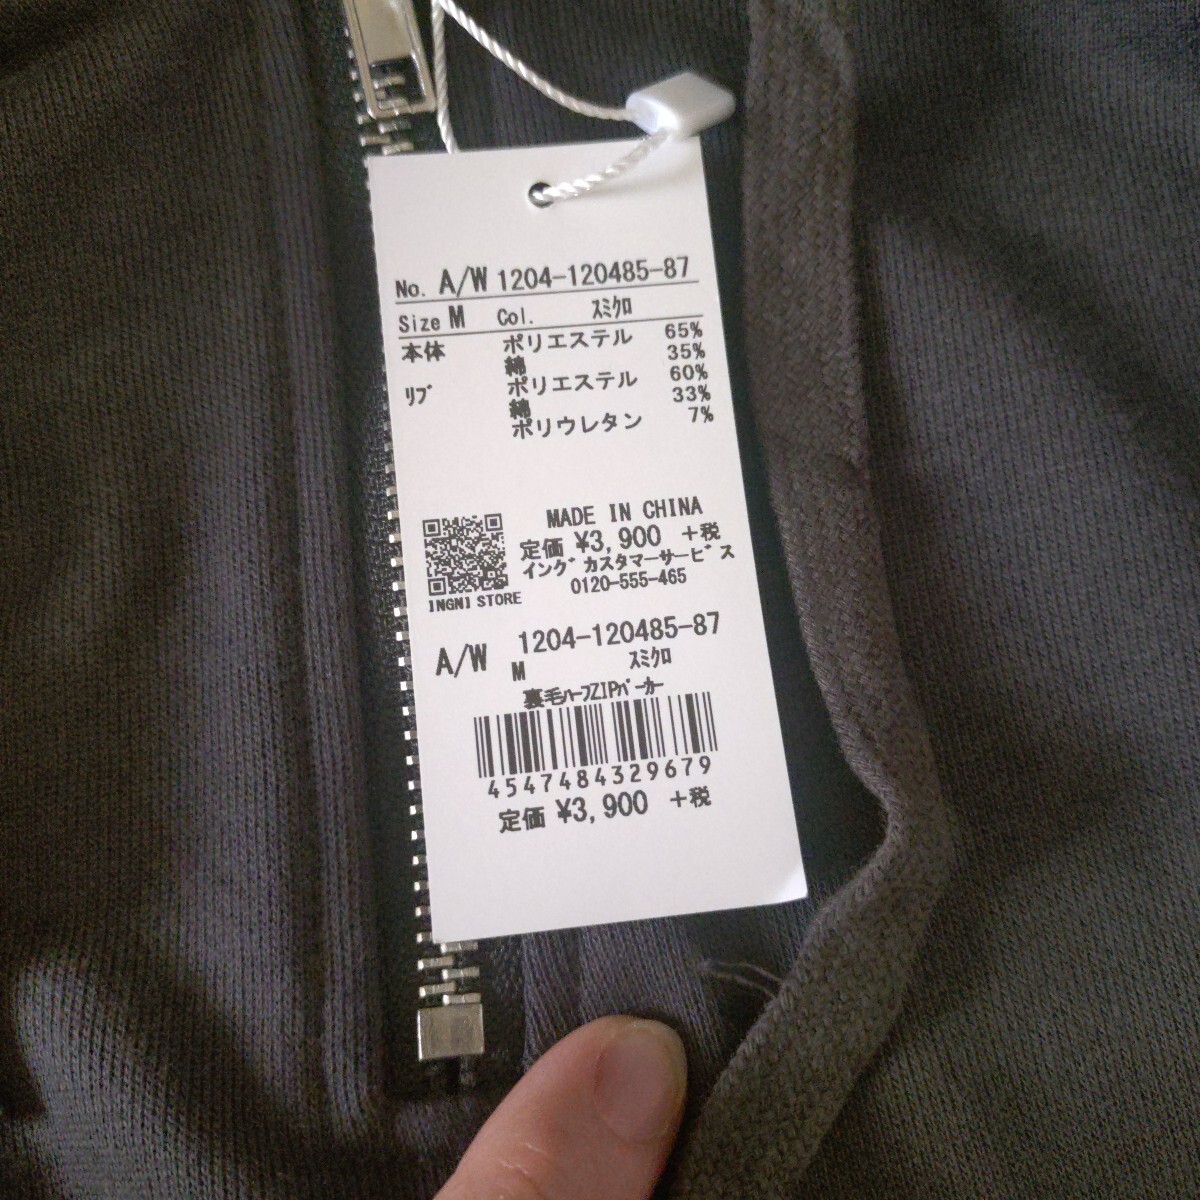 No. A/W 1204-120485-87
Size M Col. ｽﾐｸﾛ
本体 ポリエステル 65%
綿 35%
ﾘﾌﾞ ポリエステル 60%
綿 33%
ポリウレタン 7%
MADE IN CHINA
定価 ¥3,900 +税
イングカスタマーサービス
0120-555-465
INGNI STORE
A/W 1204-120485-87
M ｽﾐｸﾛ
裏毛ﾊｰﾌZIPﾊﾟｰｶｰ
4547484329679
定価 ¥3,900 +税